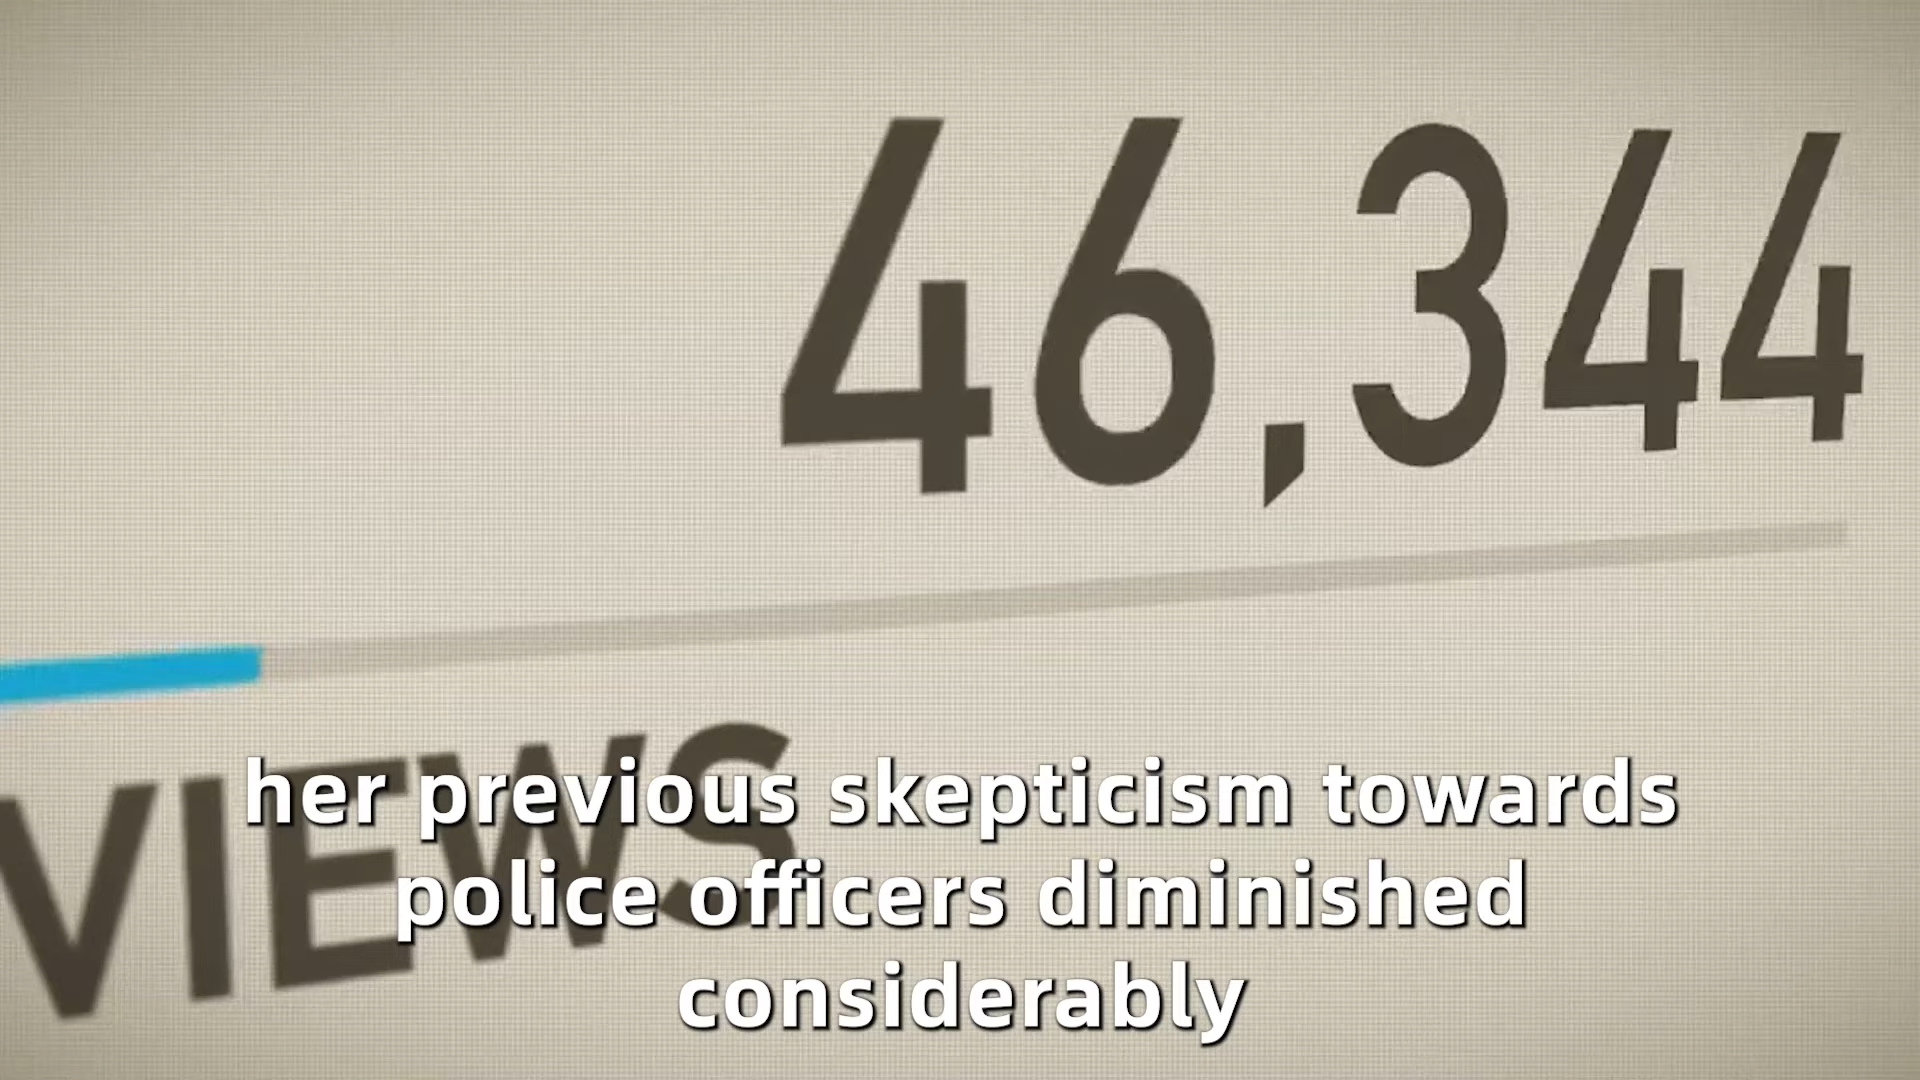 46,344
VIEWS
her previous skepticism towards
police officers diminished
considerably